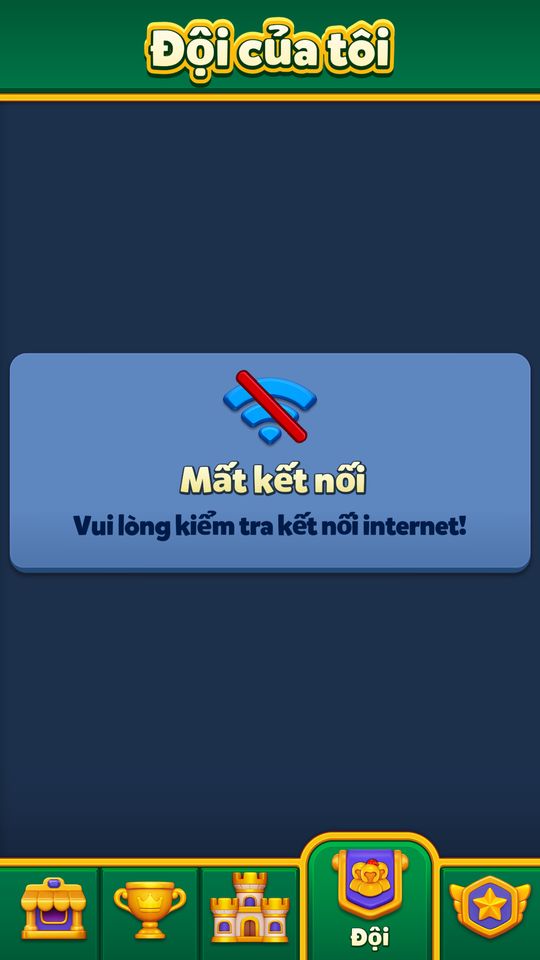 Đội của tôi
Mất kết nối
Vui lòng kiểm tra kết nối internet!
Đội